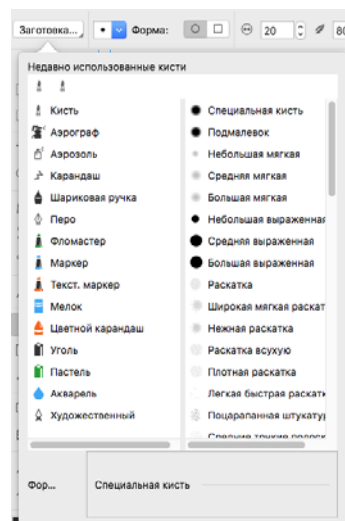 Заготовка... Форма: 20 80
Недавно использованные кисти
Кисть
Аэрограф
Аэрозоль
Карандаш
Шариковая ручка
Перо
Фломастер
Маркер
Текст. маркер
Мелок
Цветной карандаш
Уголь
Пастель
Акварель
Художественный
Специальная кисть
Подмалевок
Небольшая мягкая
Средняя мягкая
Большая мягкая
Небольшая выраженная
Средняя выраженная
Большая выраженная
Раскатка
Широкая мягкая раскат
Нежная раскатка
Раскатка всухую
Плотная раскатка
Легкая быстрая раскатк
Поцарапанная штукатур
Фор... Специальная кисть